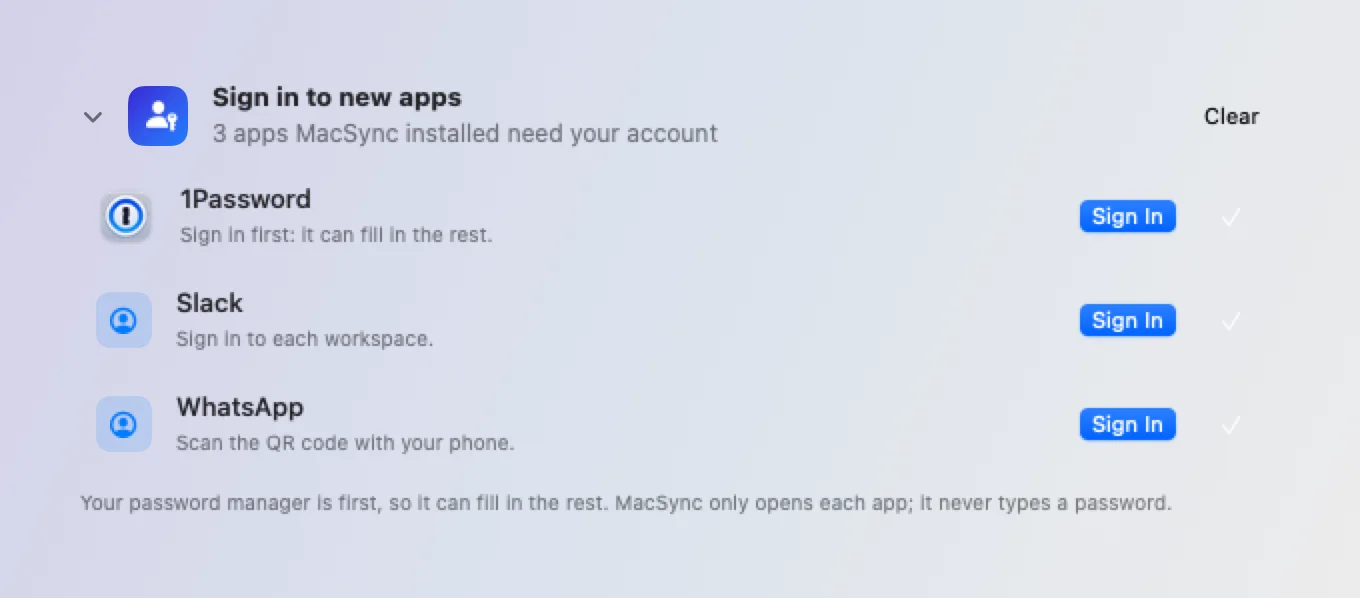 Sign in to new apps
3 apps MacSync installed need your account
Clear
1Password
Sign in first: it can fill in the rest.
Sign In
Slack
Sign in to each workspace.
Sign In
WhatsApp
Scan the QR code with your phone.
Sign In
Your password manager is first, so it can fill in the rest. MacSync only opens each app; it never types a password.